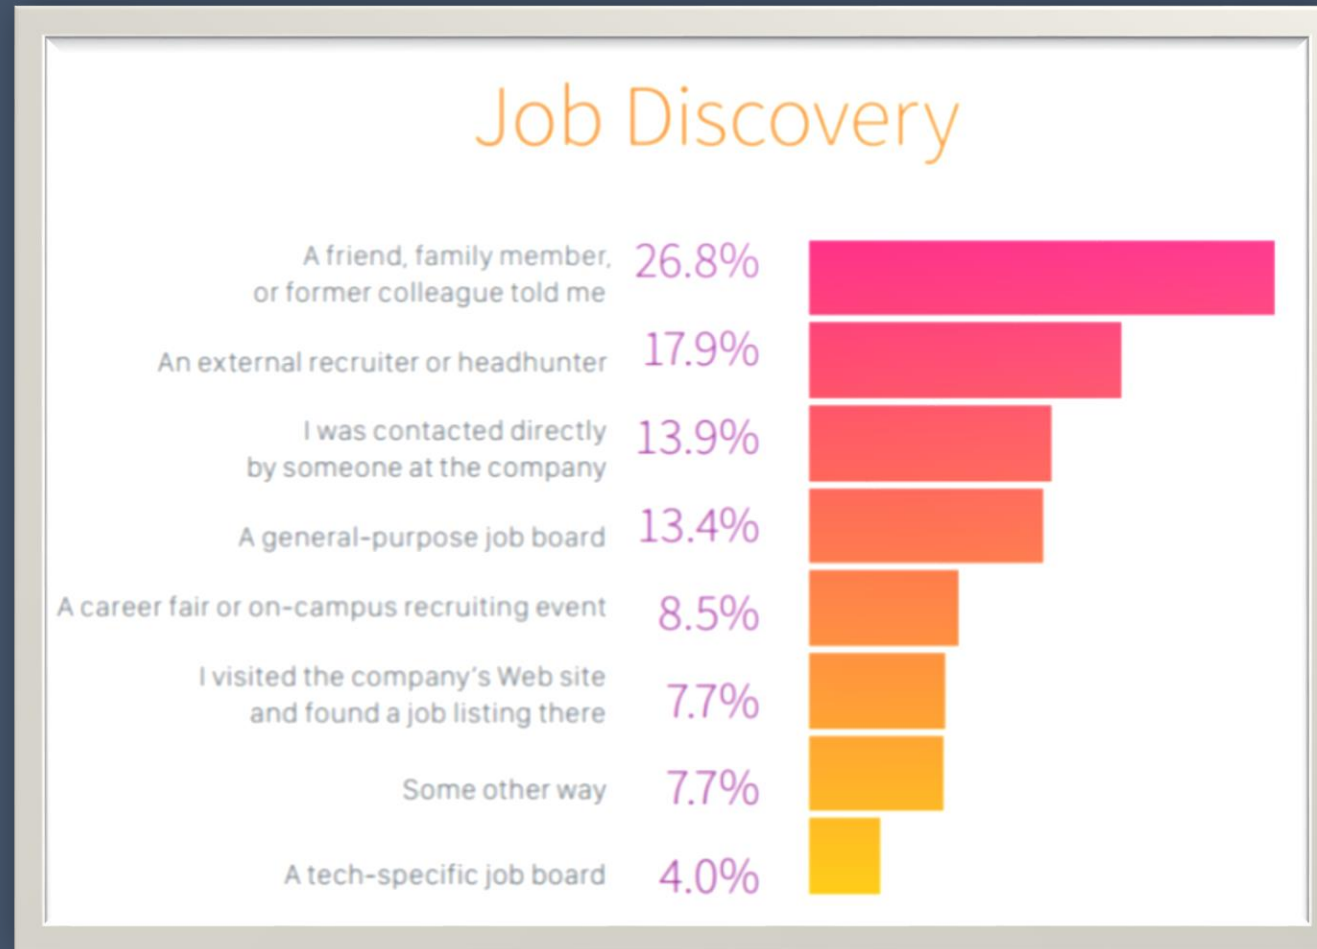 Job Discovery
A friend, family member,
or former colleague told me
26.8%
An external recruiter or headhunter
17.9%
I was contacted directly
by someone at the company
13.9%
A general-purpose job board
13.4%
A career fair or on-campus recruiting event
8.5%
I visited the company's Web site
and found a job listing there
7.7%
Some other way
7.7%
A tech-specific job board
4.0%